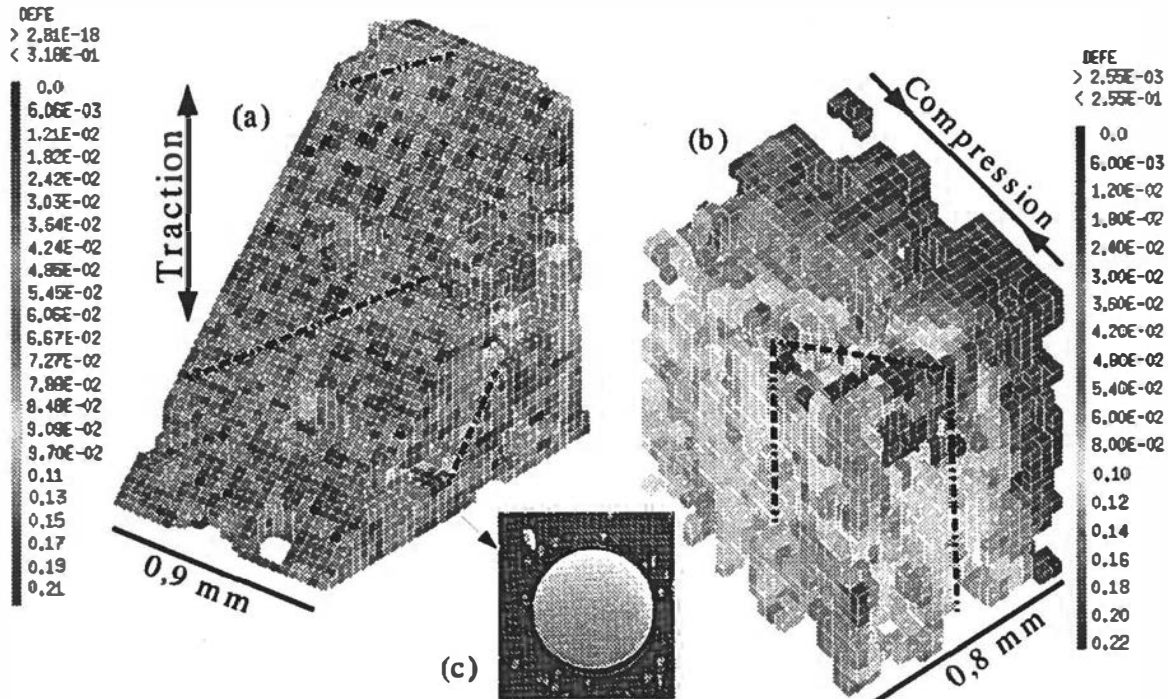 DEFE
> 2.81E-18
< 3.18E-01
0.0
6.06E-03
1.21E-02
1.82E-02
2.42E-02
3.03E-02
3.64E-02
4.24E-02
4.85E-02
5.45E-02
6.06E-02
6.67E-02
7.27E-02
7.88E-02
8.48E-02
9.09E-02
9.70E-02
0.11
0.13
0.15
0.17
0.19
0.21
Traction
(a)
0,9 mm
(c)
(b)
Compression
0,8 mm
DEFE
> 2.55E-03
< 2.55E-01
0.0
6.00E-03
1.20E-02
1.80E-02
2.40E-02
3.00E-02
3.60E-02
4.20E-02
4.80E-02
5.40E-02
6.00E-02
8.00E-02
0.10
0.12
0.14
0.16
0.18
0.20
0.22